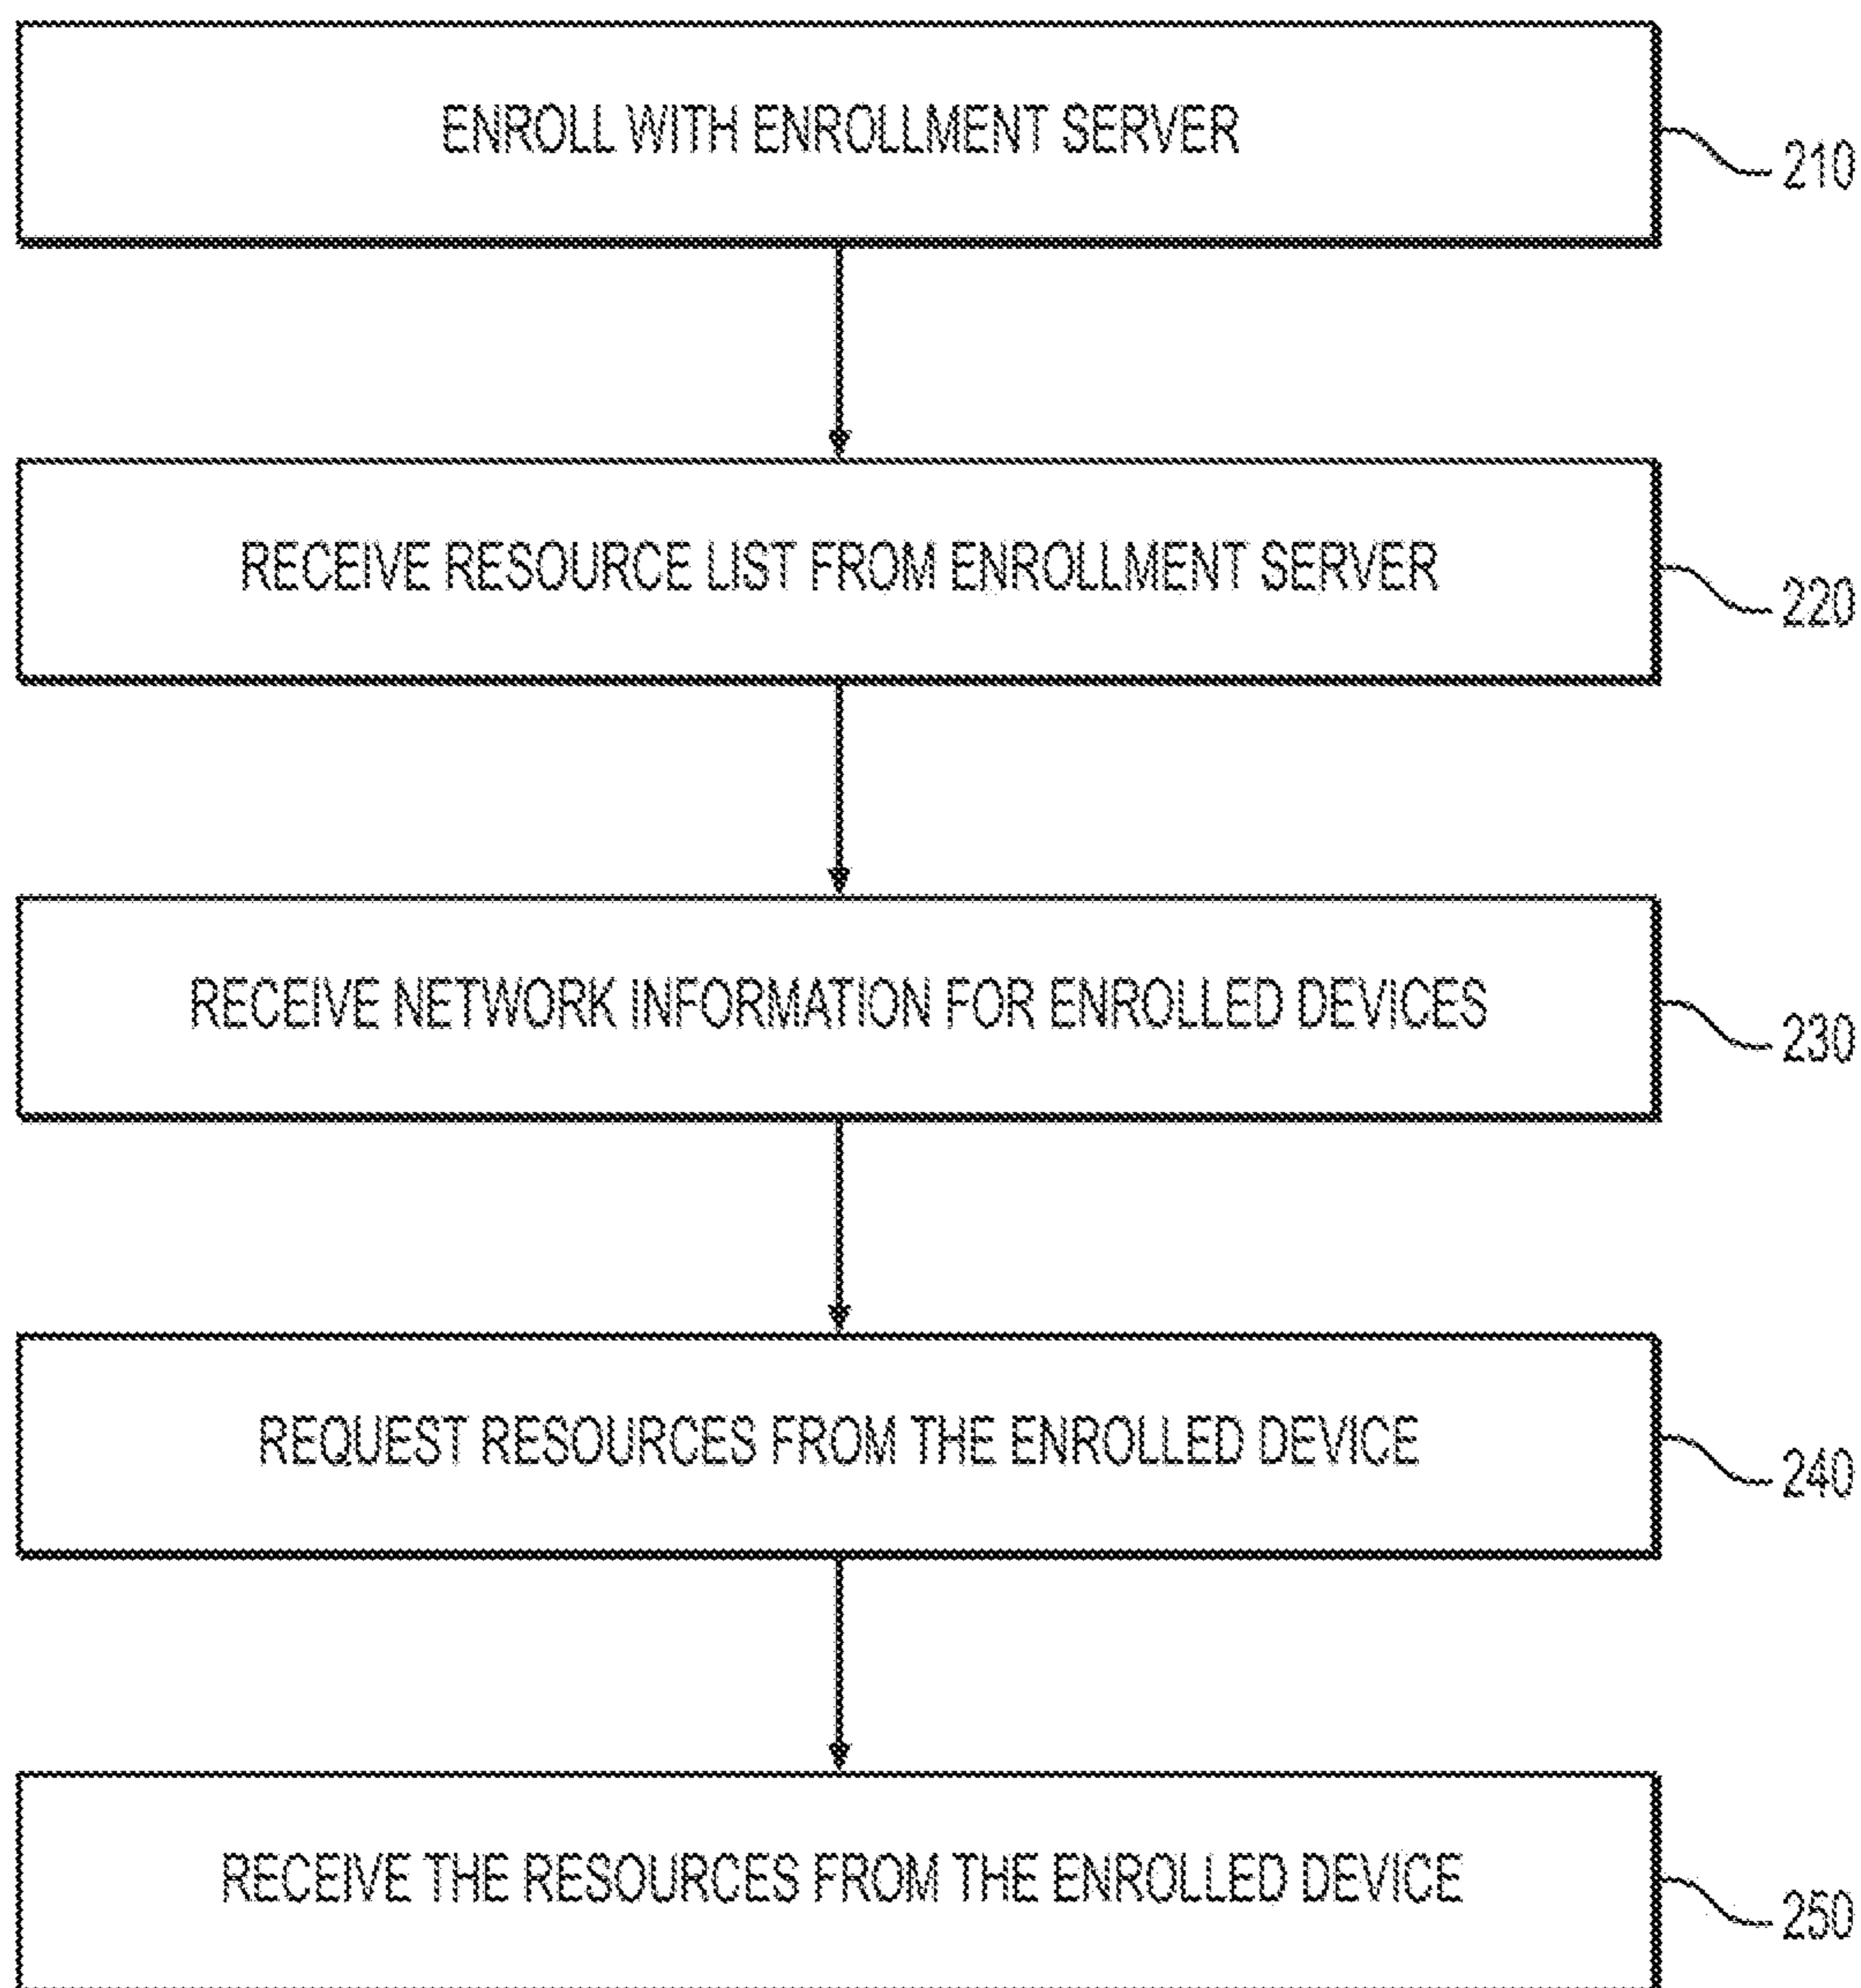 ENROLL WITH ENROLLMENT SERVER
210
RECEIVE RESOURCE LIST FROM ENROLLMENT SERVER
220
RECEIVE NETWORK INFORMATION FOR ENROLLED DEVICES
230
REQUEST RESOURCES FROM THE ENROLLED DEVICE
240
RECEIVE THE RESOURCES FROM THE ENROLLED DEVICE
250